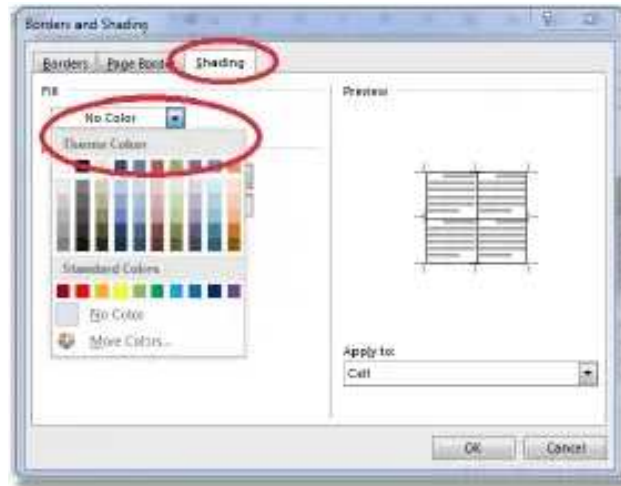 Borders and Shading
Borders Page Border Shading
Fill
No Color
Theme Colors
Standard Colors
No Color
More Colors...
Preview
Apply to:
Cell
OK Cancel